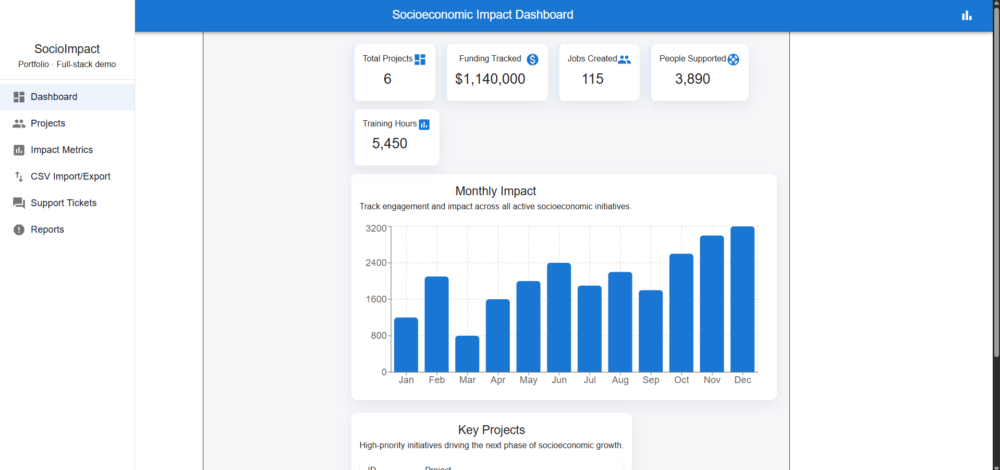 Socioeconomic Impact Dashboard
SocioImpact
Portfolio · Full-stack demo
Dashboard
Projects
Impact Metrics
CSV Import/Export
Support Tickets
Reports
Total Projects
6
Funding Tracked
$1,140,000
Jobs Created
115
People Supported
3,890
Training Hours
5,450
Monthly Impact
Track engagement and impact across all active socioeconomic initiatives.
3200
2400
1600
800
0
Jan Feb Mar Apr May Jun Jul Aug Sep Oct Nov Dec
Key Projects
High-priority initiatives driving the next phase of socioeconomic growth.
ID Project